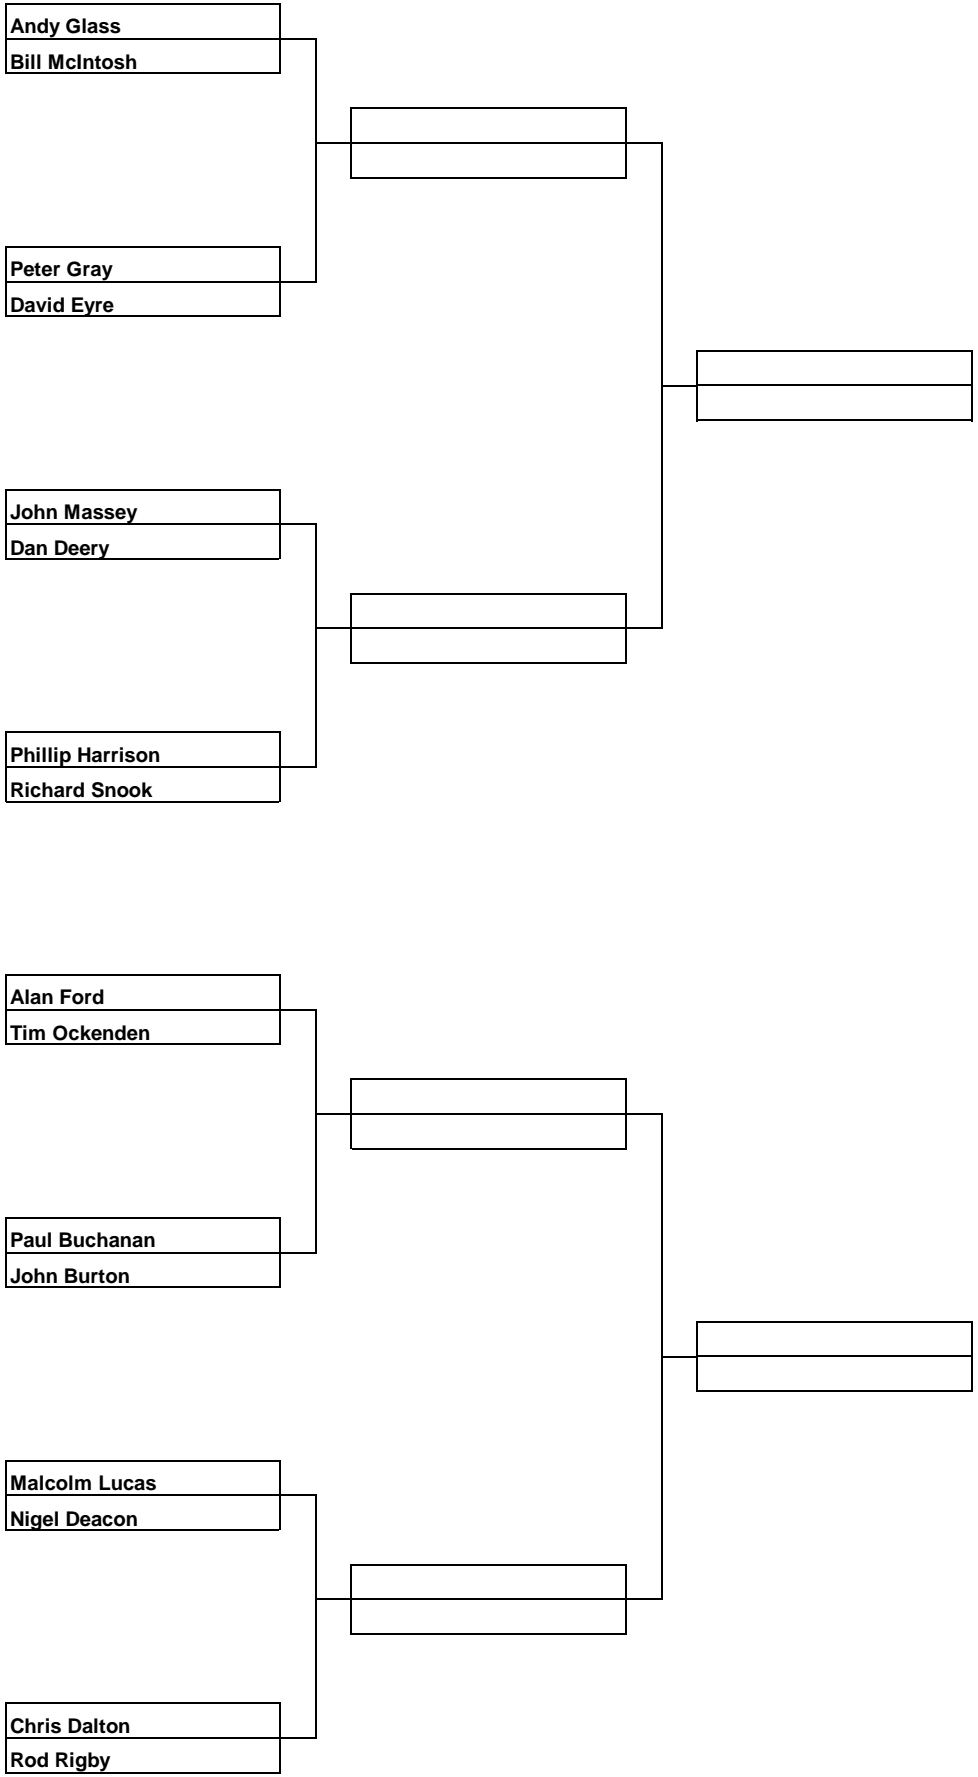 Andy Glass
Bill McIntosh
Peter Gray
David Eyre
John Massey
Dan Deery
Phillip Harrison
Richard Snook
Alan Ford
Tim Ockenden
Paul Buchanan
John Burton
Malcolm Lucas
Nigel Deacon
Chris Dalton
Rod Rigby